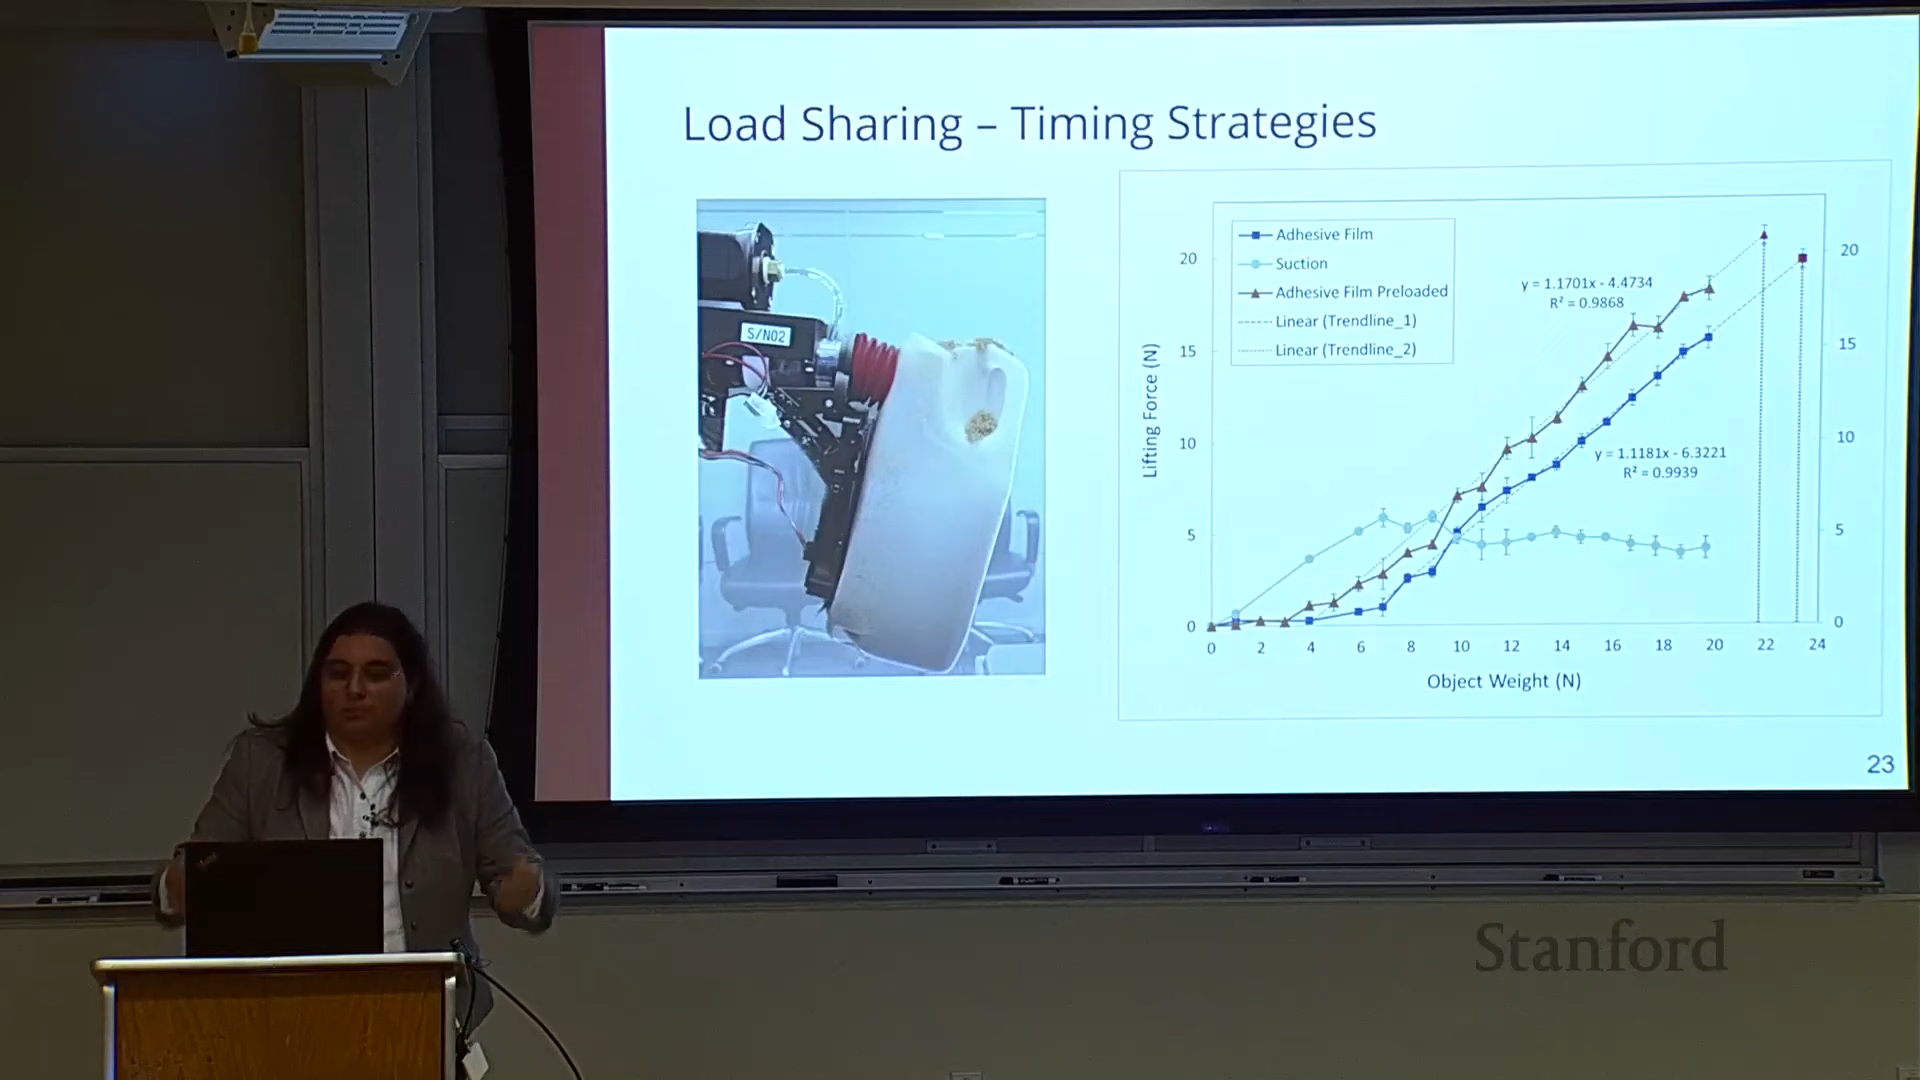 Load Sharing – Timing Strategies
S/N02
Adhesive Film
Suction
Adhesive Film Preloaded
Linear (Trendline_1)
Linear (Trendline_2)
y = 1.1701x - 4.4734
R² = 0.9868
y = 1.1181x - 6.3221
R² = 0.9939
Lifting Force (N)
20
15
10
5
0
20
15
10
5
0
0 2 4 6 8 10 12 14 16 18 20 22 24
Object Weight (N)
23
Stanford